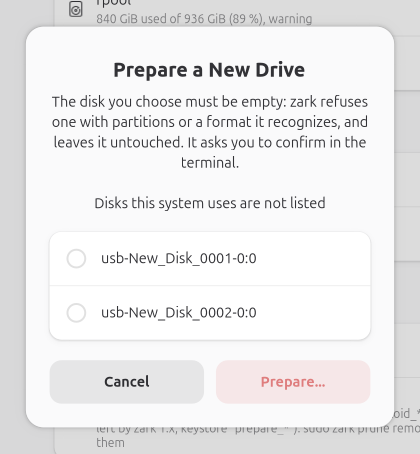 rpool
840 GiB used of 936 GiB (89 %), warning
Prepare a New Drive
The disk you choose must be empty: zark refuses
one with partitions or a format it recognizes, and
leaves it untouched. It asks you to confirm in the
terminal.
Disks this system uses are not listed
usb-New_Disk_0001-0:0
usb-New_Disk_0002-0:0
Cancel
Prepare...
left by zark 1.x, keystore "prepare_*"): sudo zark prune remo
them